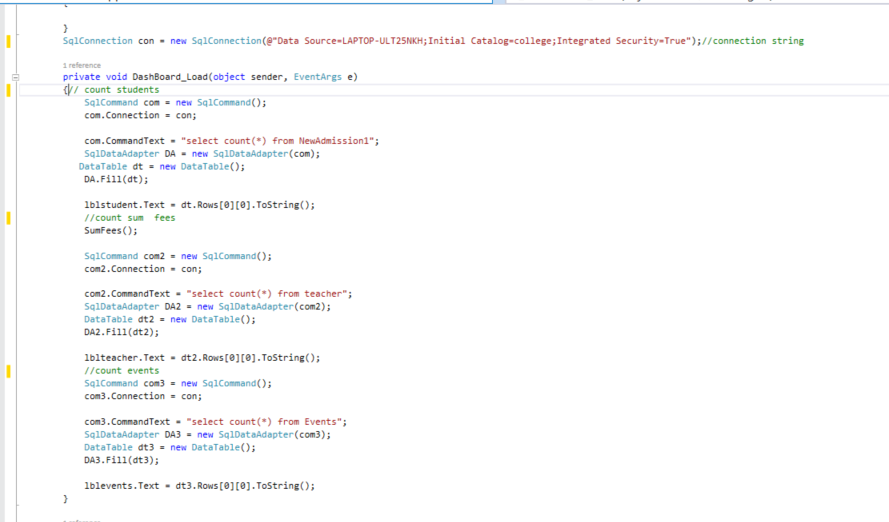 }
SqlConnection con = new SqlConnection(@"Data Source=LAPTOP-ULT25NKH;Initial Catalog=college;Integrated Security=True");//connection string
1 reference
private void DashBoard_Load(object sender, EventArgs e)
{// count students
SqlCommand com = new SqlCommand();
com.Connection = con;
com.CommandText = "select count(*) from NewAdmission1";
SqlDataAdapter DA = new SqlDataAdapter(com);
DataTable dt = new DataTable();
DA.Fill(dt);
lblstudent.Text = dt.Rows[0][0].ToString();
//count sum  fees
SumFees();
SqlCommand com2 = new SqlCommand();
com2.Connection = con;
com2.CommandText = "select count(*) from teacher";
SqlDataAdapter DA2 = new SqlDataAdapter(com2);
DataTable dt2 = new DataTable();
DA2.Fill(dt2);
lblteacher.Text = dt2.Rows[0][0].ToString();
//count events
SqlCommand com3 = new SqlCommand();
com3.Connection = con;
com3.CommandText = "select count(*) from Events";
SqlDataAdapter DA3 = new SqlDataAdapter(com3);
DataTable dt3 = new DataTable();
DA3.Fill(dt3);
lblevents.Text = dt3.Rows[0][0].ToString();
}